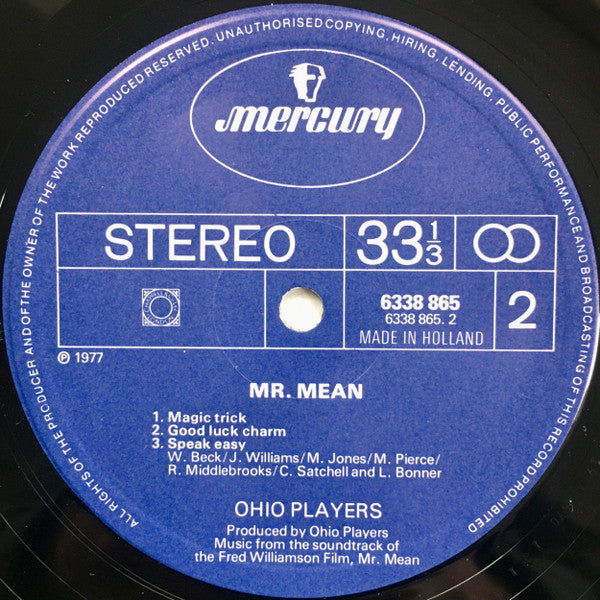 ALL RIGHTS OF THE PRODUCER AND OF THE OWNER OF THE WORK REPRODUCED RESERVED. UNAUTHORISED COPYING, HIRING, LENDING, PUBLIC PERFORMANCE AND BROADCASTING OF THIS RECORD PROHIBITED
mercury
STEREO 33 1/3
6338 865
6338 865. 2
MADE IN HOLLAND
2
℗ 1977
MR. MEAN
1. Magic trick
2. Good luck charm
3. Speak easy
W. Beck/J. Williams/M. Jones/M. Pierce/
R. Middlebrooks/C. Satchell and L. Bonner
OHIO PLAYERS
Produced by Ohio Players
Music from the soundtrack of
the Fred Williamson Film, Mr. Mean